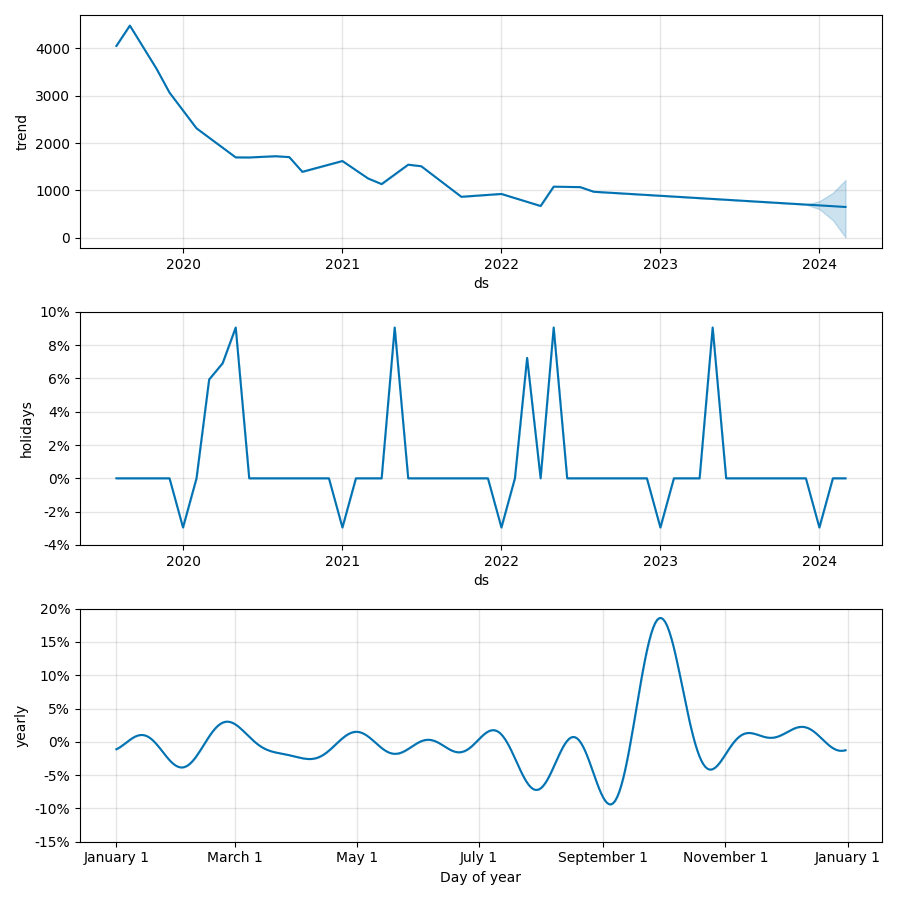 4000
3000
2000
1000
0
trend
2020 2021 2022 2023 2024
ds
10%
8%
6%
4%
2%
0%
-2%
-4%
holidays
2020 2021 2022 2023 2024
ds
20%
15%
10%
5%
0%
-5%
-10%
-15%
yearly
January 1 March 1 May 1 July 1 September 1 November 1 January 1
Day of year